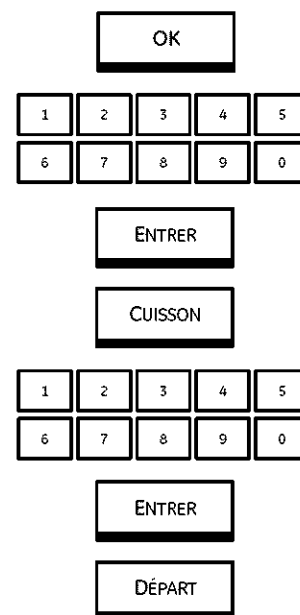 OK
1 2 3 4 5
6 7 8 9 0
ENTRER
CUISSON
1 2 3 4 5
6 7 8 9 0
ENTRER
DÉPART